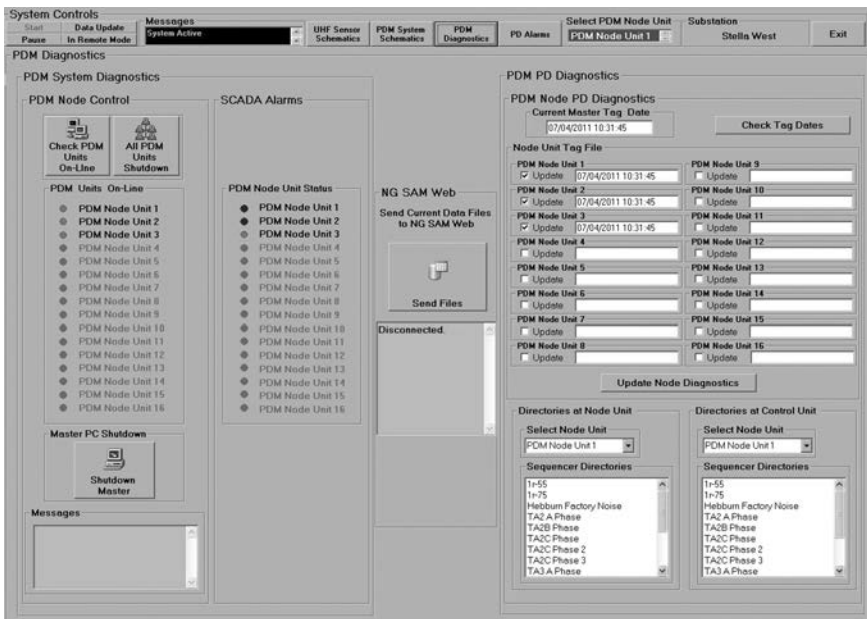 System Controls
Start
Pause
Data Update
In Remote Mode
Messages
System Active
UHF Sensor
Schematics
PDM System
Schematics
PDM
Diagnostics
PD Alarms
Select PDM Node Unit
PDM Node Unit 1
Substation
Stella West
Exit
PDM Diagnostics
PDM System Diagnostics
PDM Node Control
Check PDM
Units
On-LIne
All PDM
Units
Shutdown
PDM Units On-Line
PDM Node Unit 1
PDM Node Unit 2
PDM Node Unit 3
PDM Node Unit 4
PDM Node Unit 5
PDM Node Unit 6
PDM Node Unit 7
PDM Node Unit 8
PDM Node Unit 9
PDM Node Unit 10
PDM Node Unit 11
PDM Node Unit 12
PDM Node Unit 13
PDM Node Unit 14
PDM Node Unit 15
PDM Node Unit 16
Master PC Shutdown
Shutdown
Master
Messages
SCADA Alarms
PDM Node Unit Status
PDM Node Unit 1
PDM Node Unit 2
PDM Node Unit 3
PDM Node Unit 4
PDM Node Unit 5
PDM Node Unit 6
PDM Node Unit 7
PDM Node Unit 8
PDM Node Unit 9
PDM Node Unit 10
PDM Node Unit 11
PDM Node Unit 12
PDM Node Unit 13
PDM Node Unit 14
PDM Node Unit 15
PDM Node Unit 16
NG SAM Web
Send Current Data Files
to NG SAM Web
Send Files
Disconnected.
PDM PD Diagnostics
PDM Node PD Diagnostics
Current Master Tag Date
07/04/2011 10:31:45
Check Tag Dates
Node Unit Tag File
PDM Node Unit 1
Update 07/04/2011 10:31:45
PDM Node Unit 2
Update 07/04/2011 10:31:45
PDM Node Unit 3
Update 07/04/2011 10:31:45
PDM Node Unit 4
Update
PDM Node Unit 5
Update
PDM Node Unit 6
Update
PDM Node Unit 7
Update
PDM Node Unit 8
Update
PDM Node Unit 9
Update
PDM Node Unit 10
Update
PDM Node Unit 11
Update
PDM Node Unit 12
Update
PDM Node Unit 13
Update
PDM Node Unit 14
Update
PDM Node Unit 15
Update
PDM Node Unit 16
Update
Update Node Diagnostics
Directories at Node Unit
Select Node Unit
PDM Node Unit 1
Sequencer Directories
1r-55
1r-75
Hebburn Factory Noise
TA2 A Phase
TA2B Phase
TA2C Phase
TA2C Phase 2
TA2C Phase 3
TA3 A Phase
Directories at Control Unit
Select Node Unit
PDM Node Unit 1
Sequencer Directories
1r-55
1r-75
Hebburn Factory Noise
TA2 A Phase
TA2B Phase
TA2C Phase
TA2C Phase 2
TA2C Phase 3
TA3 A Phase